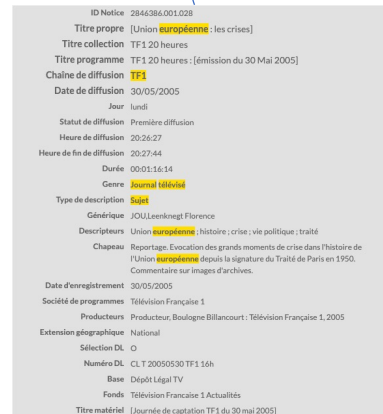 ID Notice 2846386.001.028
Titre propre [Union européenne : les crises]
Titre collection TF1 20 heures
Titre programme TF1 20 heures : [émission du 30 Mai 2005]
Chaîne de diffusion TF1
Date de diffusion 30/05/2005
Jour lundi
Statut de diffusion Première diffusion
Heure de diffusion 20:26:27
Heure de fin de diffusion 20:27:44
Durée 00:01:16:14
Genre Journal télévisé
Type de description Sujet
Générique JOU,Leenknegt Florence
Descripteurs Union européenne ; histoire ; crise ; vie politique ; traité
Chapeau Reportage. Evocation des grands moments de crise dans l'histoire de
l'Union européenne depuis la signature du Traité de Paris en 1950.
Commentaire sur images d'archives.
Date d'enregistrement 30/05/2005
Société de programmes Télévision Française 1
Producteurs Producteur, Boulogne Billancourt : Télévision Française 1, 2005
Extension géographique National
Sélection DL O
Numéro DL CL T 20050530 TF1 16h
Base Dépôt Légal TV
Fonds Télévision Francaise 1 Actualités
Titre matériel [Journée de captation TF1 du 30 mai 2005]